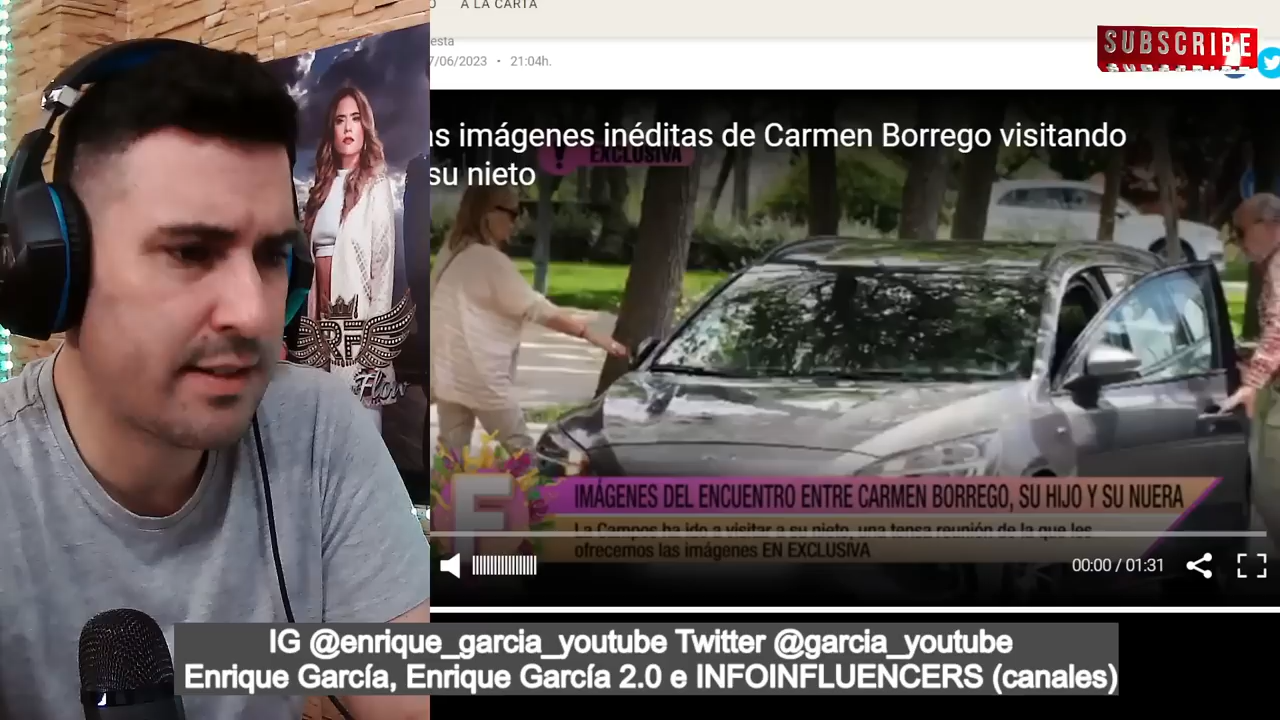 A LA CARTA
esta
7/06/2023 • 21:04h.
SUBSCRIBE
as imágenes inéditas de Carmen Borrego visitando
su nieto
EXCLUSIVA
RF
Flow
F
IMÁGENES DEL ENCUENTRO ENTRE CARMEN BORREGO, SU HIJO Y SU NUERA
La Campos ha ido a visitar a su nieto, una tensa reunión de la que les
ofrecemos las imágenes EN EXCLUSIVA
00:00 / 01:31
IG @enrique_garcia_youtube Twitter @garcia_youtube
Enrique García, Enrique García 2.0 e INFOINFLUENCERS (canales)